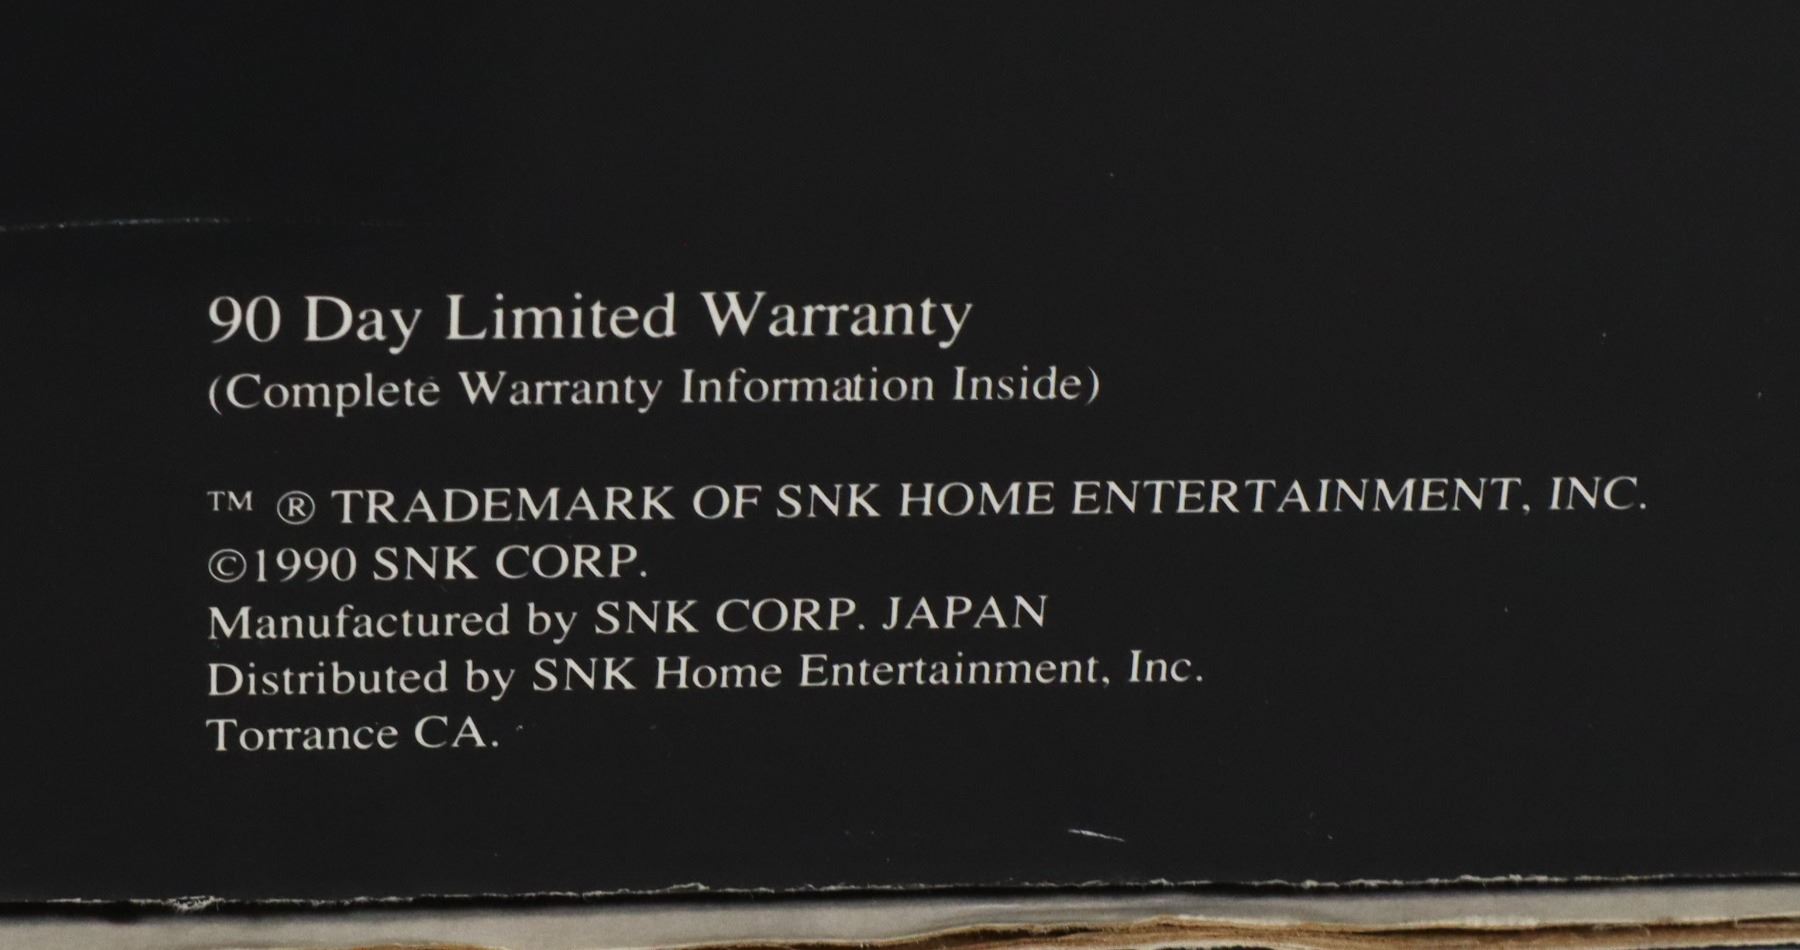 90 Day Limited Warranty
(Complete Warranty Information Inside)
™ ® TRADEMARK OF SNK HOME ENTERTAINMENT, INC.
©1990 SNK CORP.
Manufactured by SNK CORP. JAPAN
Distributed by SNK Home Entertainment, Inc.
Torrance CA.